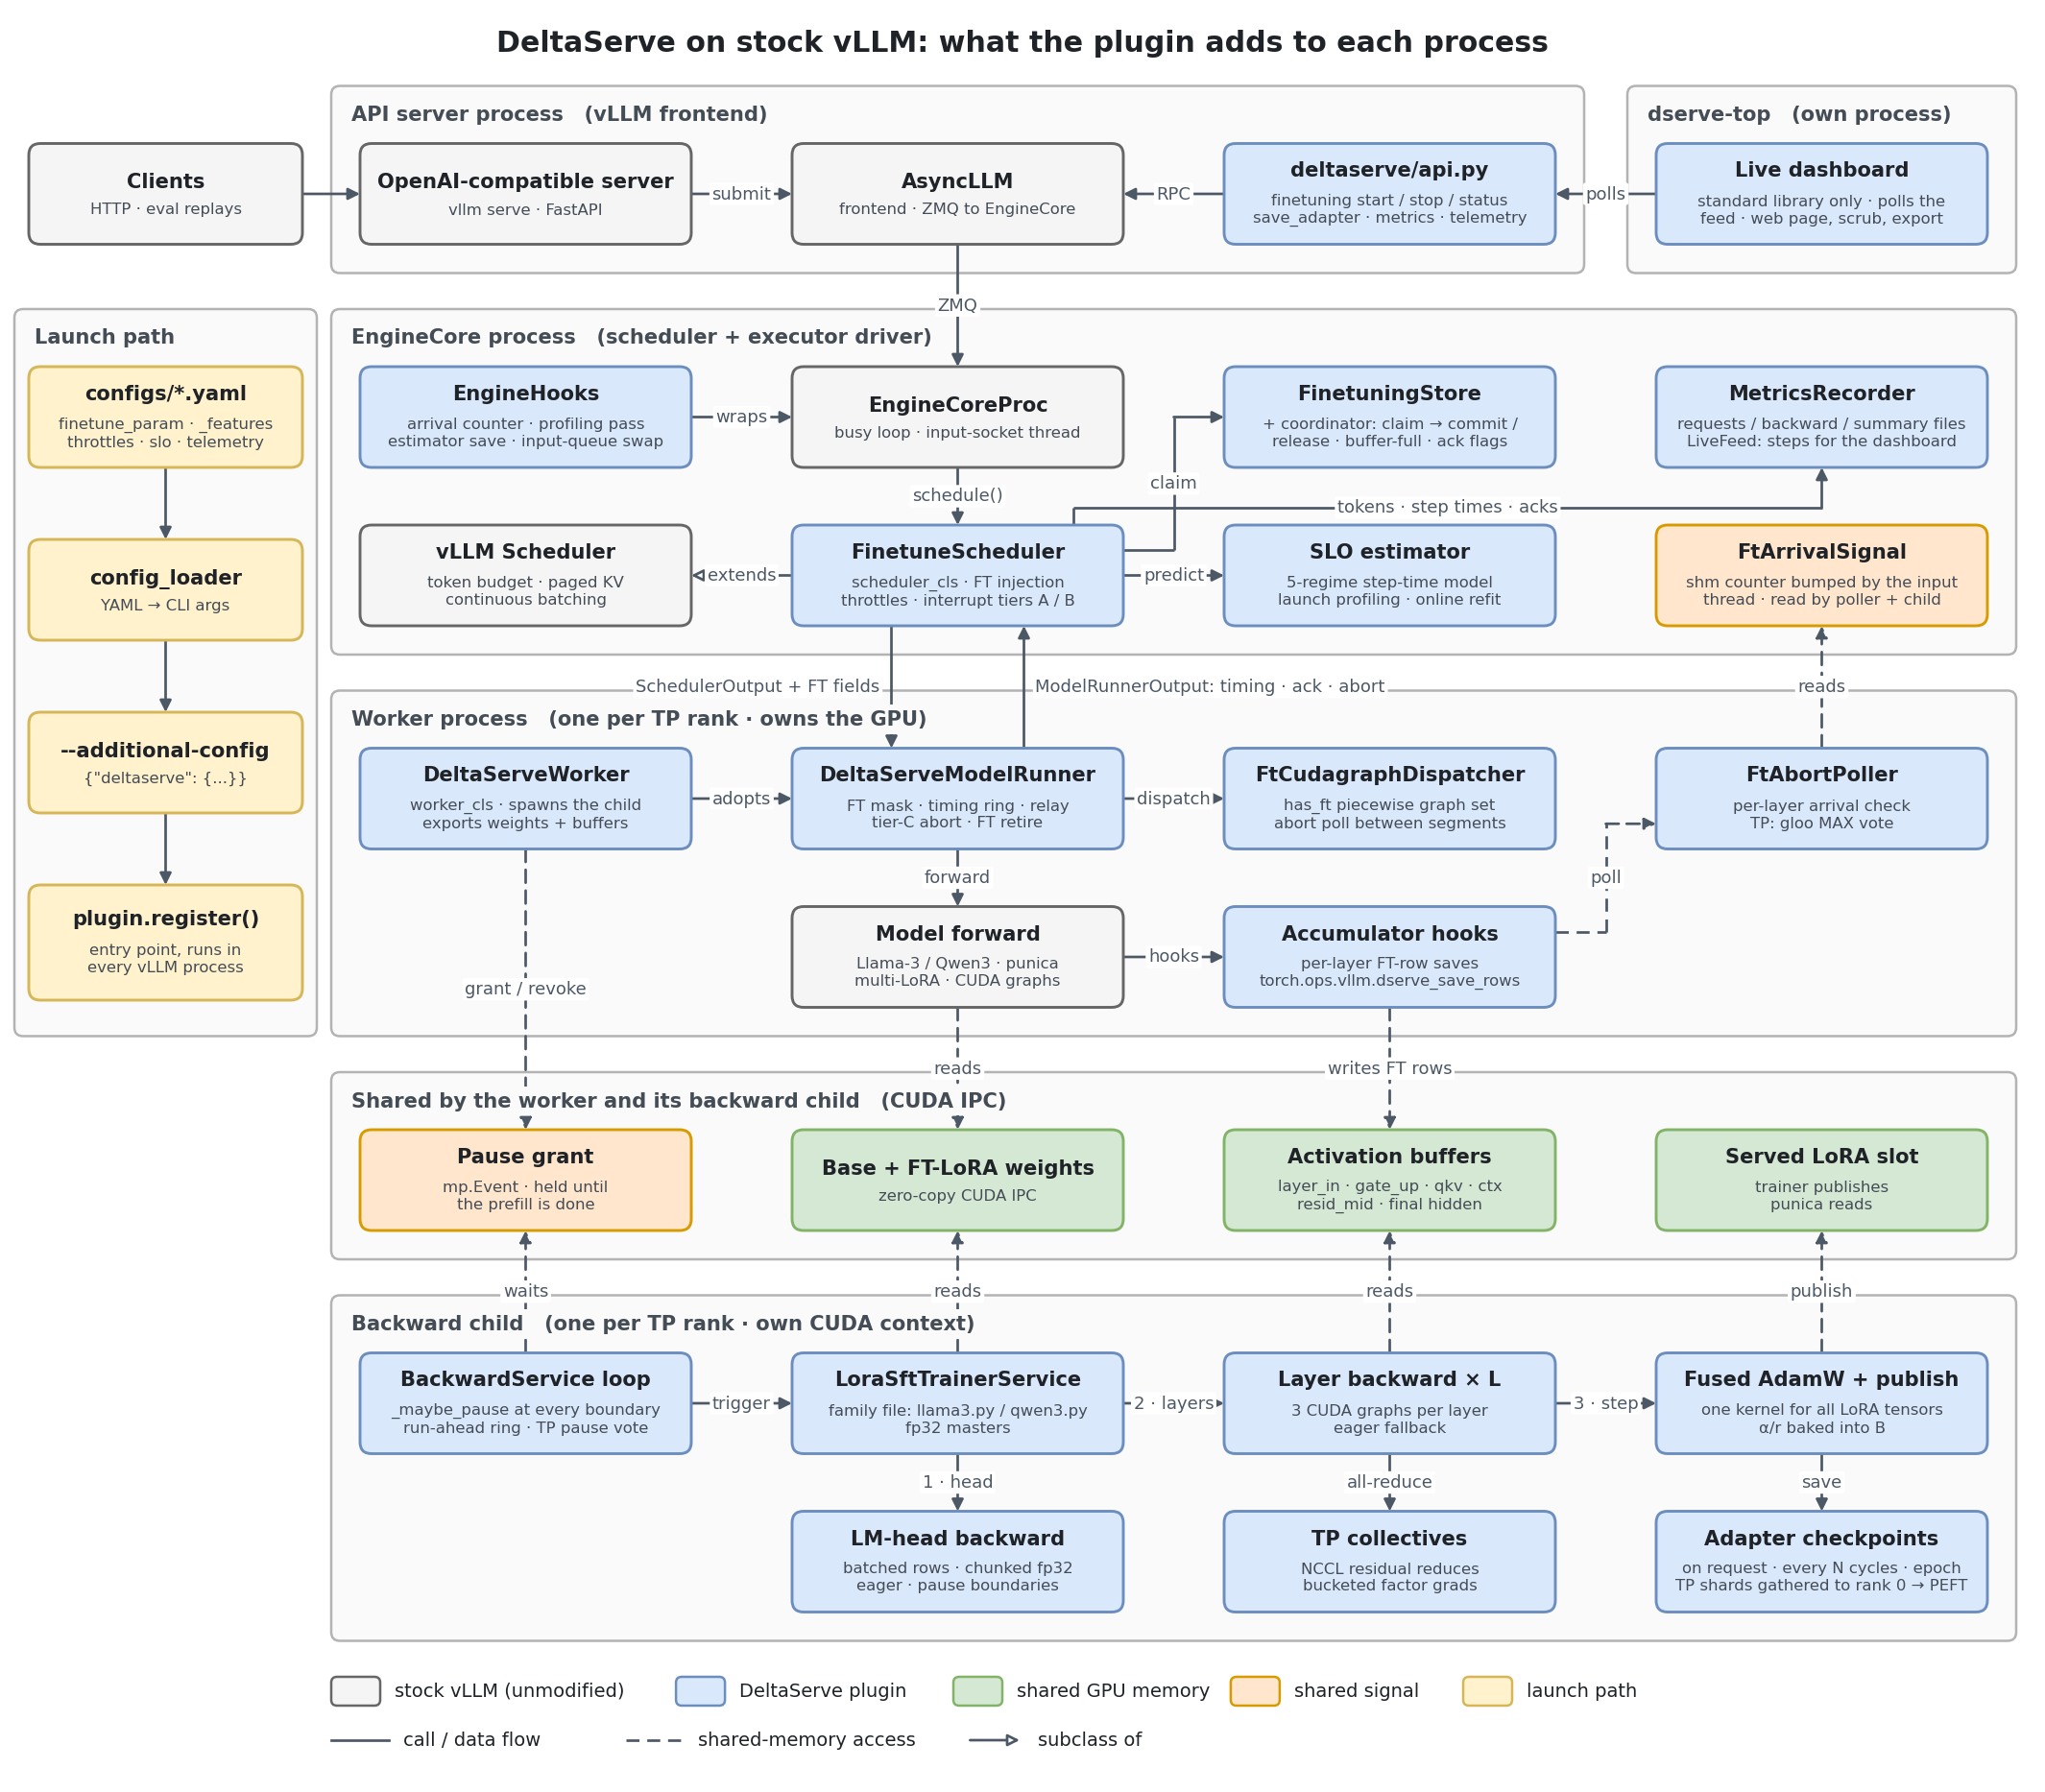 DeltaServe on stock vLLM: what the plugin adds to each process
API server process (vLLM frontend)
dserve-top (own process)
Clients
HTTP · eval replays
OpenAI-compatible server
vllm serve · FastAPI
submit
AsyncLLM
frontend · ZMQ to EngineCore
RPC
deltaserve/api.py
finetuning start / stop / status
save_adapter · metrics · telemetry
polls
Live dashboard
standard library only · polls the
feed · web page, scrub, export
ZMQ
Launch path
configs/*.yaml
finetune_param · _features
throttles · slo · telemetry
config_loader
YAML → CLI args
--additional-config
{"deltaserve": {...}}
plugin.register()
entry point, runs in
every vLLM process
EngineCore process (scheduler + executor driver)
EngineHooks
arrival counter · profiling pass
estimator save · input-queue swap
wraps
EngineCoreProc
busy loop · input-socket thread
FinetuningStore
+ coordinator: claim → commit /
release · buffer-full · ack flags
MetricsRecorder
requests / backward / summary files
LiveFeed: steps for the dashboard
schedule()
claim
tokens · step times · acks
vLLM Scheduler
token budget · paged KV
continuous batching
extends
FinetuneScheduler
scheduler_cls · FT injection
throttles · interrupt tiers A / B
predict
SLO estimator
5-regime step-time model
launch profiling · online refit
FtArrivalSignal
shm counter bumped by the input
thread · read by poller + child
SchedulerOutput + FT fields
ModelRunnerOutput: timing · ack · abort
reads
Worker process (one per TP rank · owns the GPU)
DeltaServeWorker
worker_cls · spawns the child
exports weights + buffers
adopts
DeltaServeModelRunner
FT mask · timing ring · relay
tier-C abort · FT retire
dispatch
FtCudagraphDispatcher
has_ft piecewise graph set
abort poll between segments
FtAbortPoller
per-layer arrival check
TP: gloo MAX vote
forward
poll
Model forward
Llama-3 / Qwen3 · punica
multi-LoRA · CUDA graphs
hooks
Accumulator hooks
per-layer FT-row saves
torch.ops.vllm.dserve_save_rows
grant / revoke
reads
writes FT rows
Shared by the worker and its backward child (CUDA IPC)
Pause grant
mp.Event · held until
the prefill is done
Base + FT-LoRA weights
zero-copy CUDA IPC
Activation buffers
layer_in · gate_up · qkv · ctx
resid_mid · final hidden
Served LoRA slot
trainer publishes
punica reads
waits
reads
reads
publish
Backward child (one per TP rank · own CUDA context)
BackwardService loop
_maybe_pause at every boundary
run-ahead ring · TP pause vote
trigger
LoraSftTrainerService
family file: llama3.py / qwen3.py
fp32 masters
2 · layers
Layer backward × L
3 CUDA graphs per layer
eager fallback
3 · step
Fused AdamW + publish
one kernel for all LoRA tensors
α/r baked into B
1 · head
all-reduce
save
LM-head backward
batched rows · chunked fp32
eager · pause boundaries
TP collectives
NCCL residual reduces
bucketed factor grads
Adapter checkpoints
on request · every N cycles · epoch
TP shards gathered to rank 0 → PEFT
stock vLLM (unmodified)
DeltaServe plugin
shared GPU memory
shared signal
launch path
call / data flow
shared-memory access
subclass of